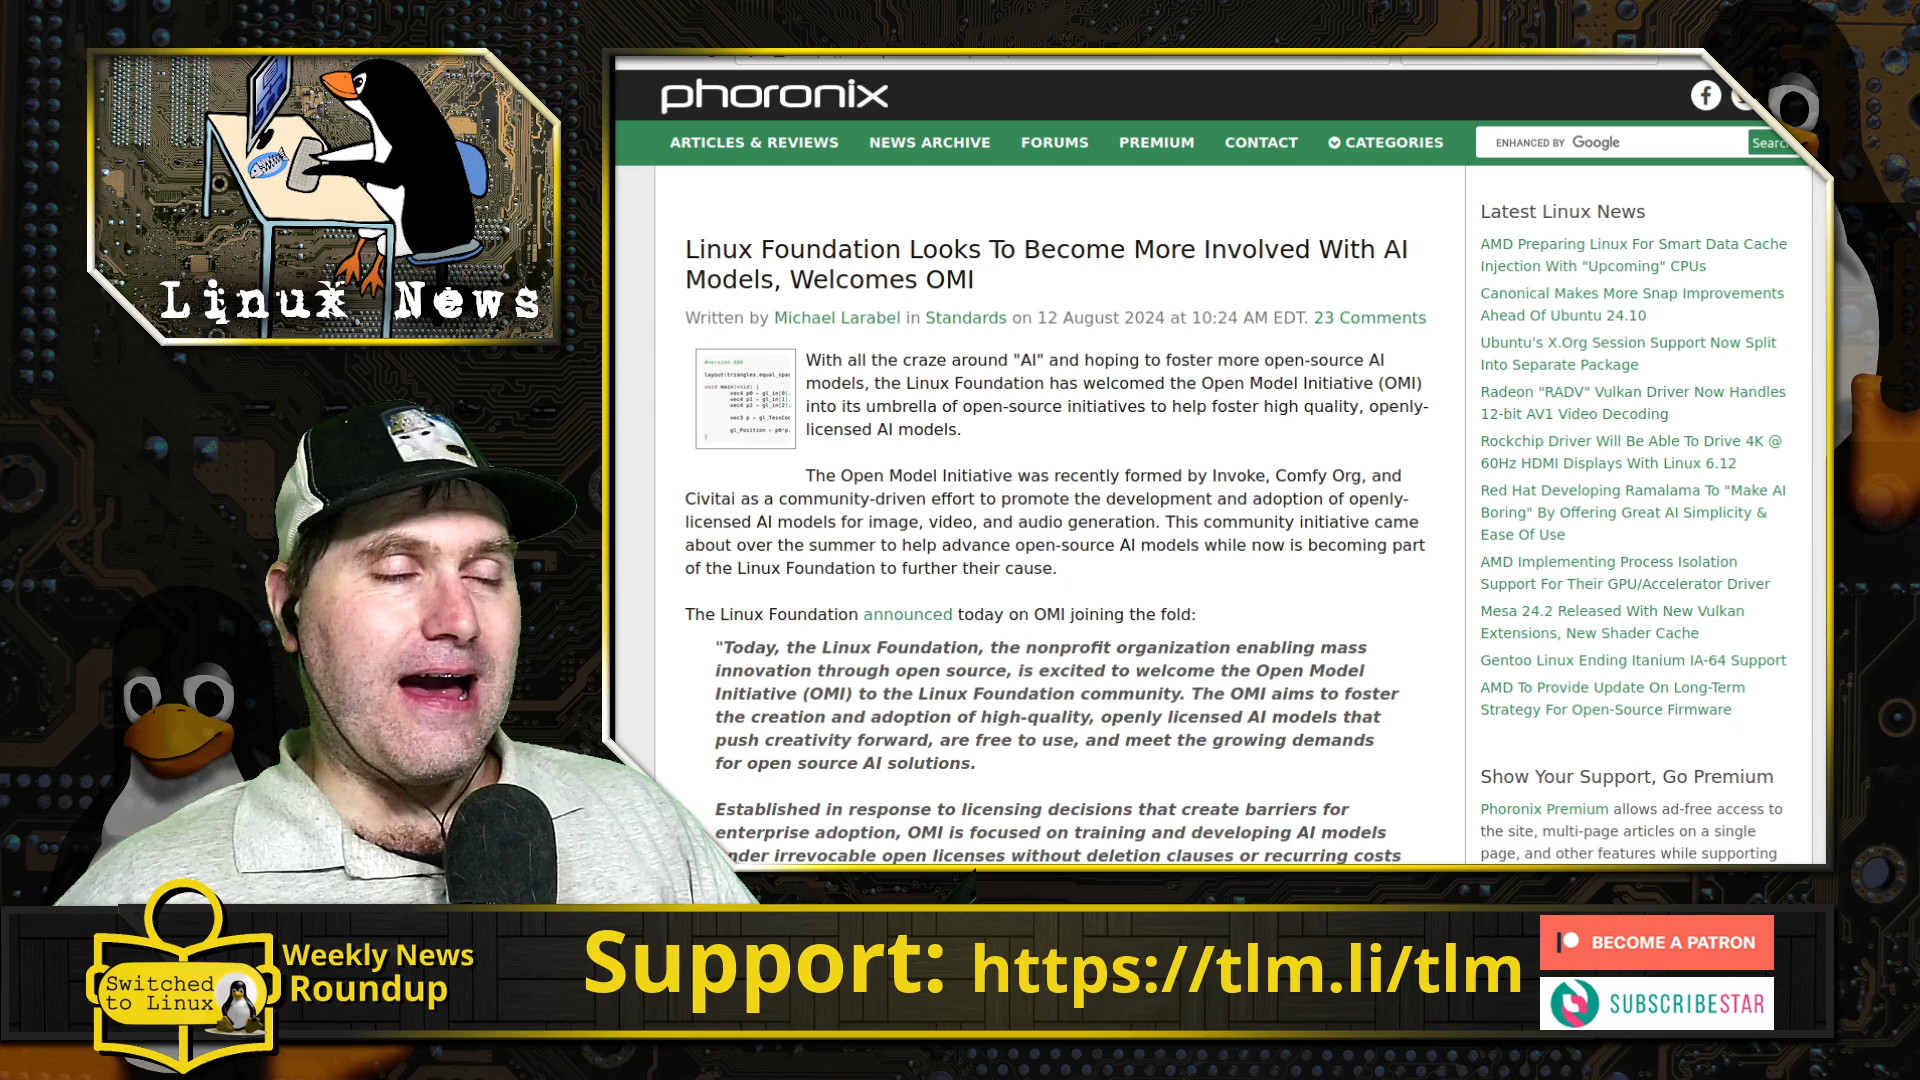 Linux News
phoronix
ARTICLES & REVIEWS NEWS ARCHIVE FORUMS PREMIUM CONTACT CATEGORIES
ENHANCED BY Google
Linux Foundation Looks To Become More Involved With AI
Models, Welcomes OMI
Written by Michael Larabel in Standards on 12 August 2024 at 10:24 AM EDT. 23 Comments
With all the craze around "AI" and hoping to foster more open-source AI
models, the Linux Foundation has welcomed the Open Model Initiative (OMI)
into its umbrella of open-source initiatives to help foster high quality, openly-
licensed AI models.
The Open Model Initiative was recently formed by Invoke, Comfy Org, and
Civitai as a community-driven effort to promote the development and adoption of openly-
licensed AI models for image, video, and audio generation. This community initiative came
about over the summer to help advance open-source AI models while now is becoming part
of the Linux Foundation to further their cause.
The Linux Foundation announced today on OMI joining the fold:
"Today, the Linux Foundation, the nonprofit organization enabling mass
innovation through open source, is excited to welcome the Open Model
Initiative (OMI) to the Linux Foundation community. The OMI aims to foster
the creation and adoption of high-quality, openly licensed AI models that
push creativity forward, are free to use, and meet the growing demands
for open source AI solutions.
Established in response to licensing decisions that create barriers for
enterprise adoption, OMI is focused on training and developing AI models
irrevocable open licenses without deletion clauses or recurring costs
Latest Linux News
AMD Preparing Linux For Smart Data Cache
Injection With "Upcoming" CPUs
Canonical Makes More Snap Improvements
Ahead Of Ubuntu 24.10
Ubuntu's X.Org Session Support Now Split
Into Separate Package
Radeon "RADV" Vulkan Driver Now Handles
12-bit AV1 Video Decoding
Rockchip Driver Will Be Able To Drive 4K @
60Hz HDMI Displays With Linux 6.12
Red Hat Developing Ramalama To "Make AI
Boring" By Offering Great AI Simplicity &
Ease Of Use
AMD Implementing Process Isolation
Support For Their GPU/Accelerator Driver
Mesa 24.2 Released With New Vulkan
Extensions, New Shader Cache
Gentoo Linux Ending Itanium IA-64 Support
AMD To Provide Update On Long-Term
Strategy For Open-Source Firmware
Show Your Support, Go Premium
Phoronix Premium allows ad-free access to
the site, multi-page articles on a single
page, and other features while supporting
Switched
to Linux
Weekly News
Roundup
Support: https://tlm.li/tlm
BECOME A PATRON
SUBSCRIBESTAR